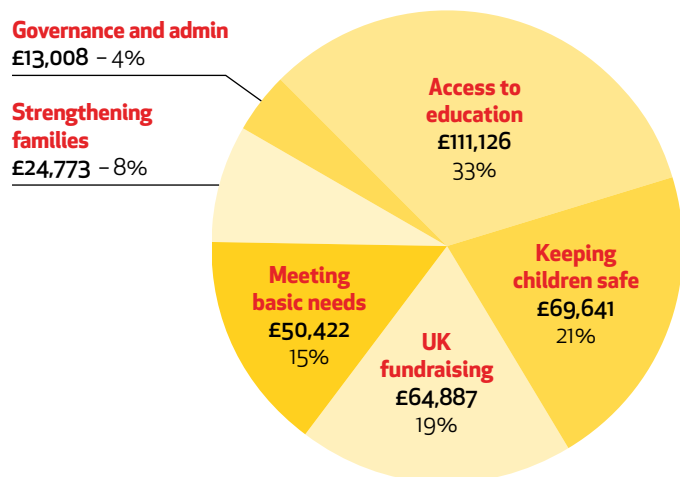 Governance and admin
£13,008 – 4%
Strengthening
families
£24,773 – 8%
Access to
education
£111,126
33%
Keeping
children safe
£69,641
21%
Meeting
basic needs
£50,422
15%
UK
fundraising
£64,887
19%